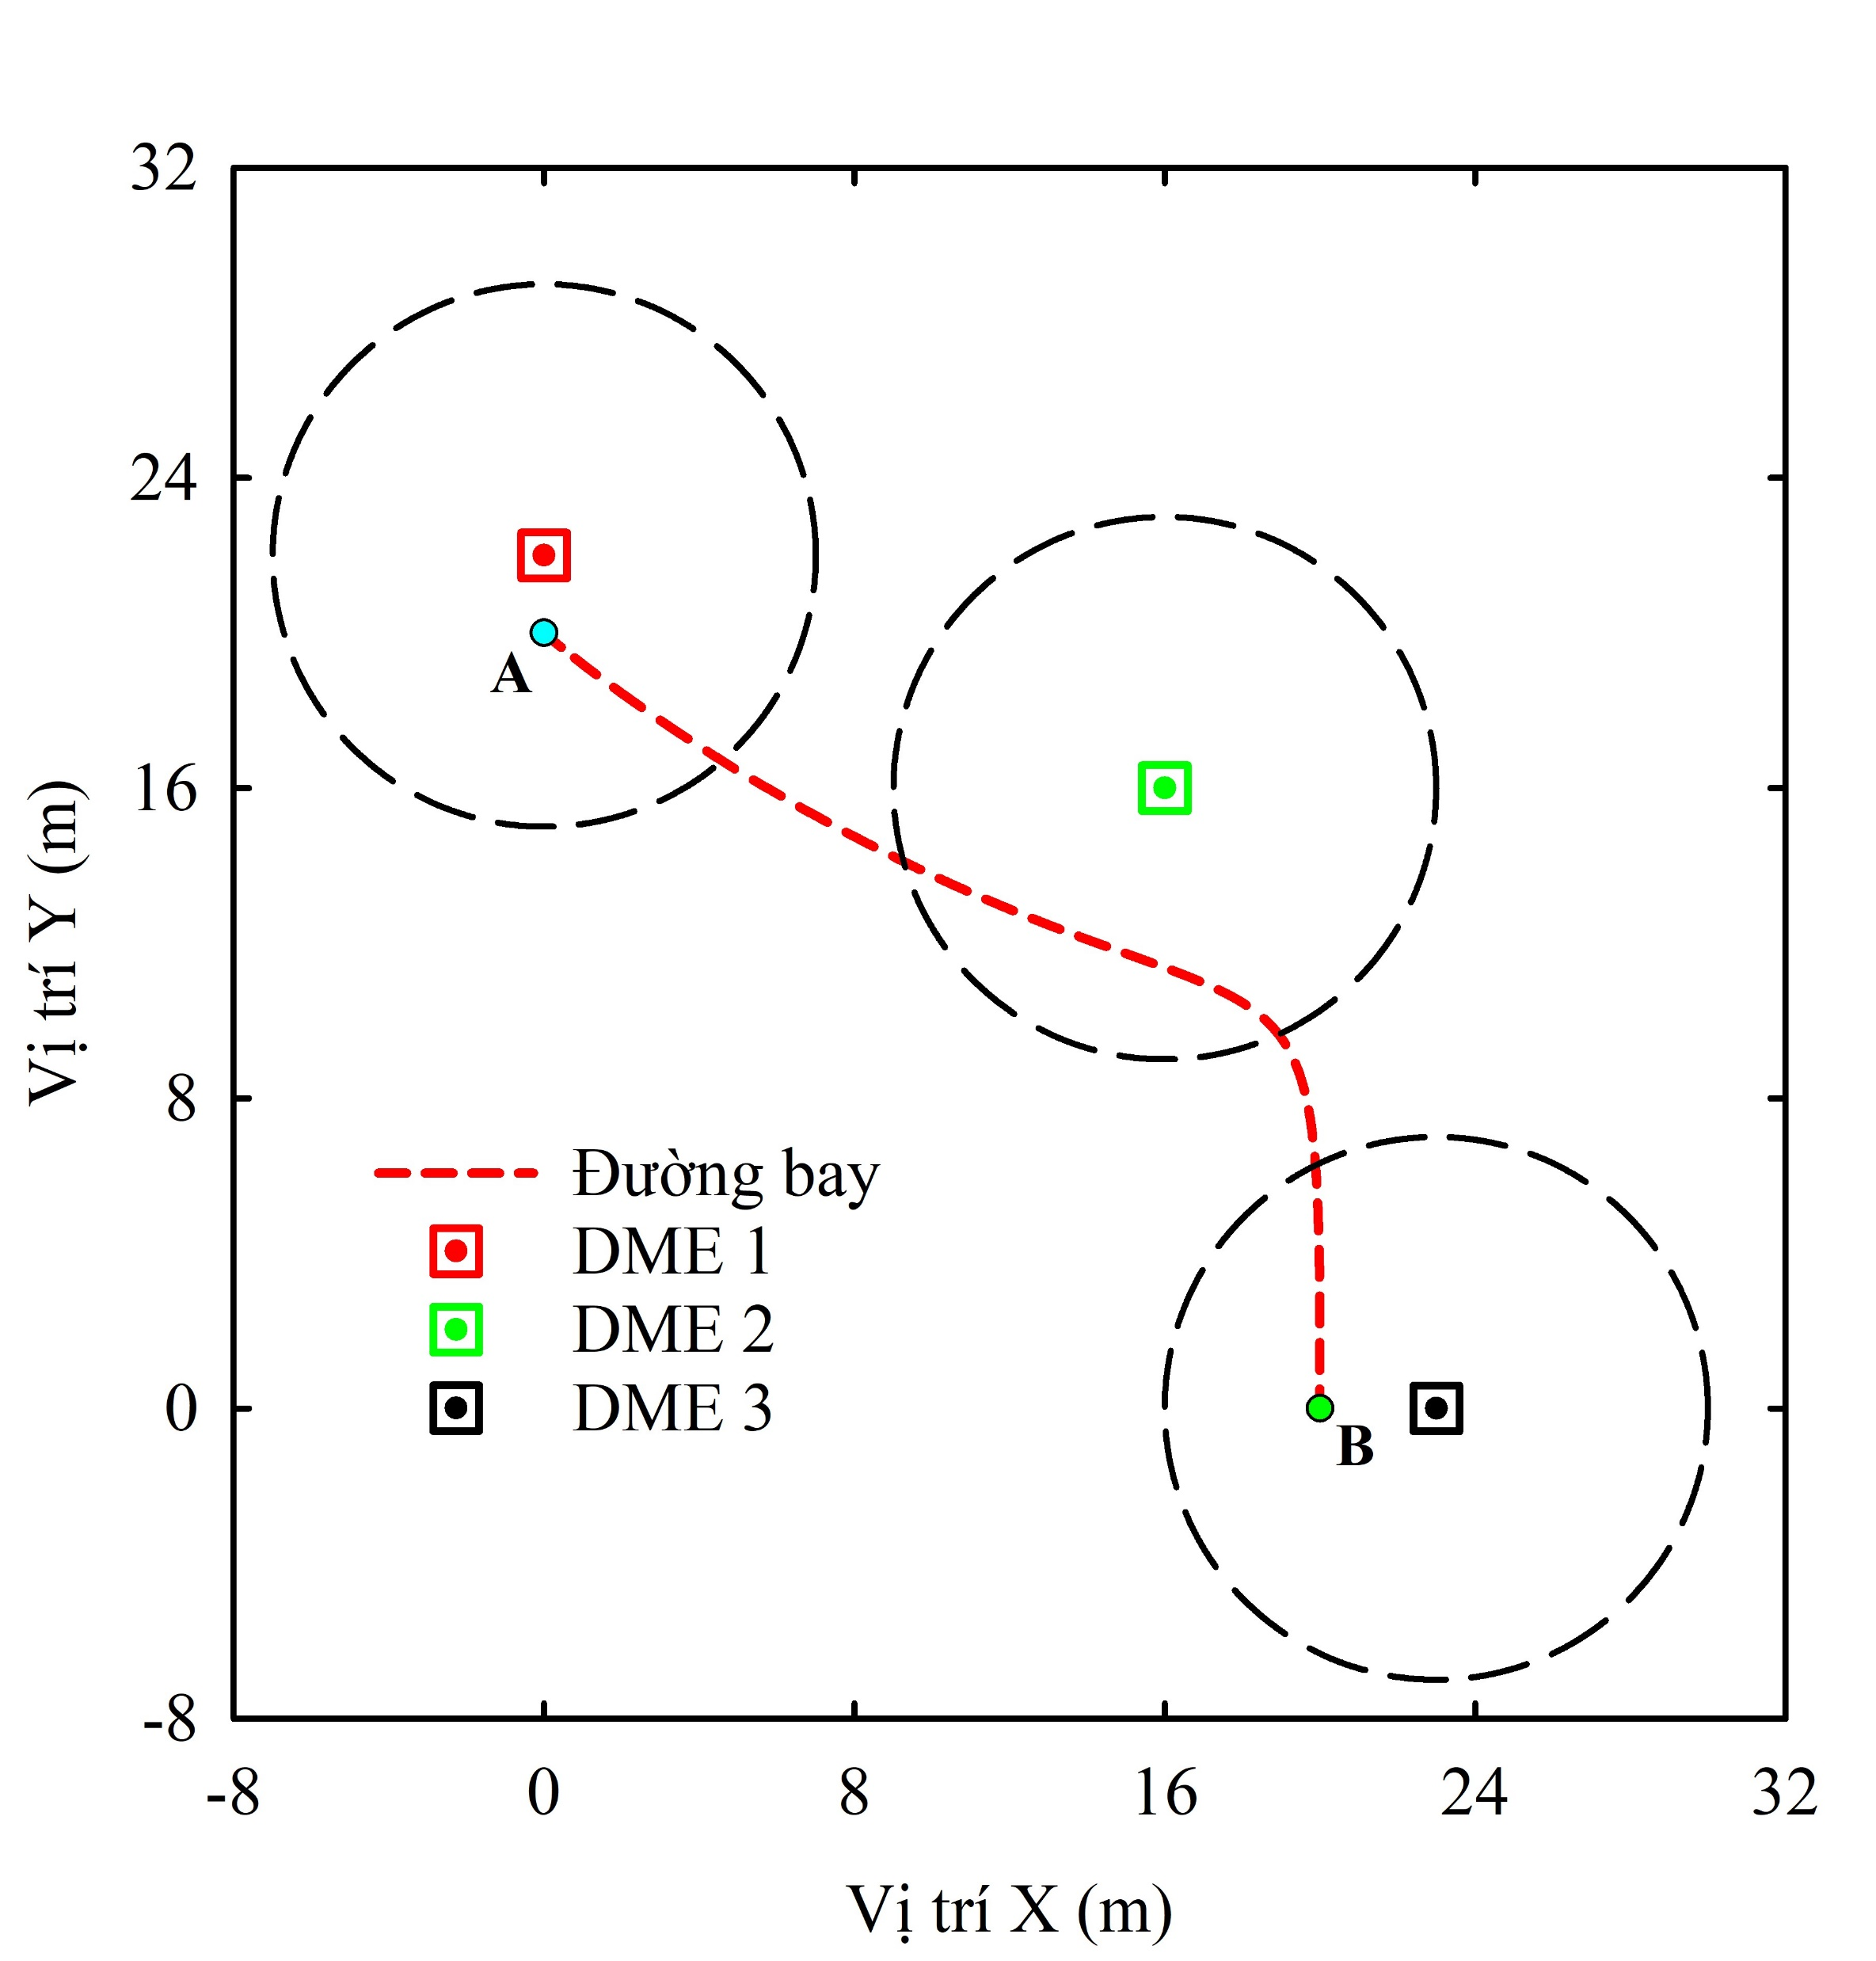 32
24
16
8
0
-8
Vị trí Y (m)
A
B
Đường bay
DME 1
DME 2
DME 3
-8 0 8 16 24 32
Vị trí X (m)